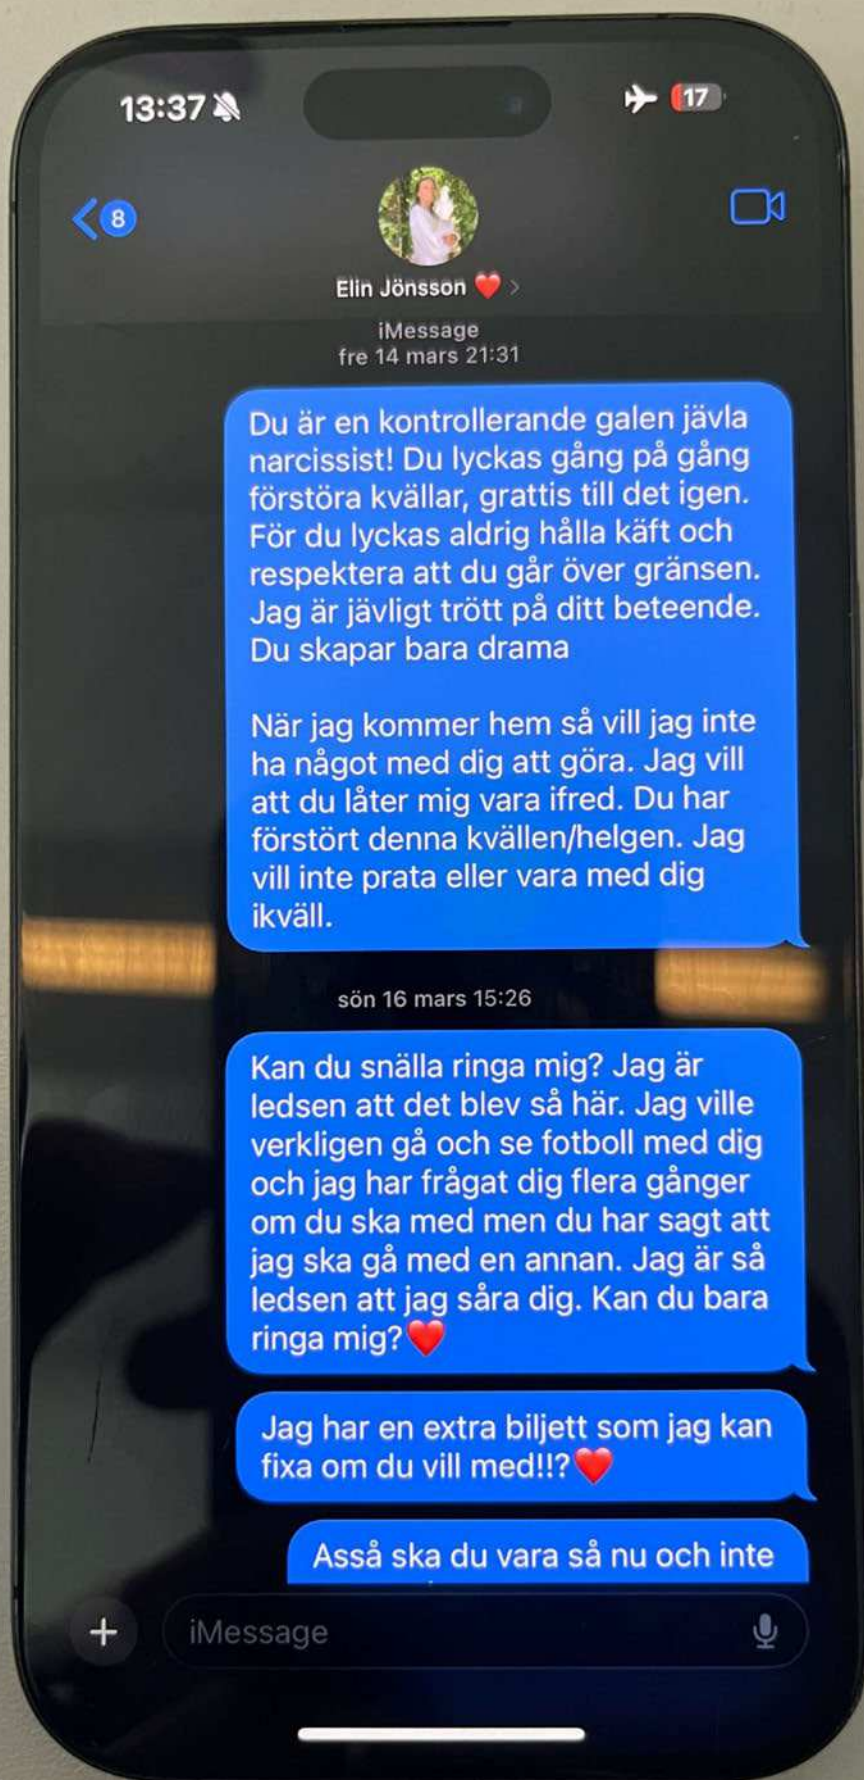 13:37
17
8
Elin Jönsson ❤️ >
iMessage
fre 14 mars 21:31
Du är en kontrollerande galen jävla
narcissist! Du lyckas gång på gång
förstöra kvällar, grattis till det igen.
För du lyckas aldrig hålla käft och
respektera att du går över gränsen.
Jag är jävligt trött på ditt beteende.
Du skapar bara drama
När jag kommer hem så vill jag inte
ha något med dig att göra. Jag vill
att du låter mig vara ifred. Du har
förstört denna kvällen/helgen. Jag
vill inte prata eller vara med dig
ikväll.
sön 16 mars 15:26
Kan du snälla ringa mig? Jag är
ledsen att det blev så här. Jag ville
verkligen gå och se fotboll med dig
och jag har frågat dig flera gånger
om du ska med men du har sagt att
jag ska gå med en annan. Jag är så
ledsen att jag såra dig. Kan du bara
ringa mig?❤️
Jag har en extra biljett som jag kan
fixa om du vill med!!?❤️
Asså ska du vara så nu och inte
iMessage